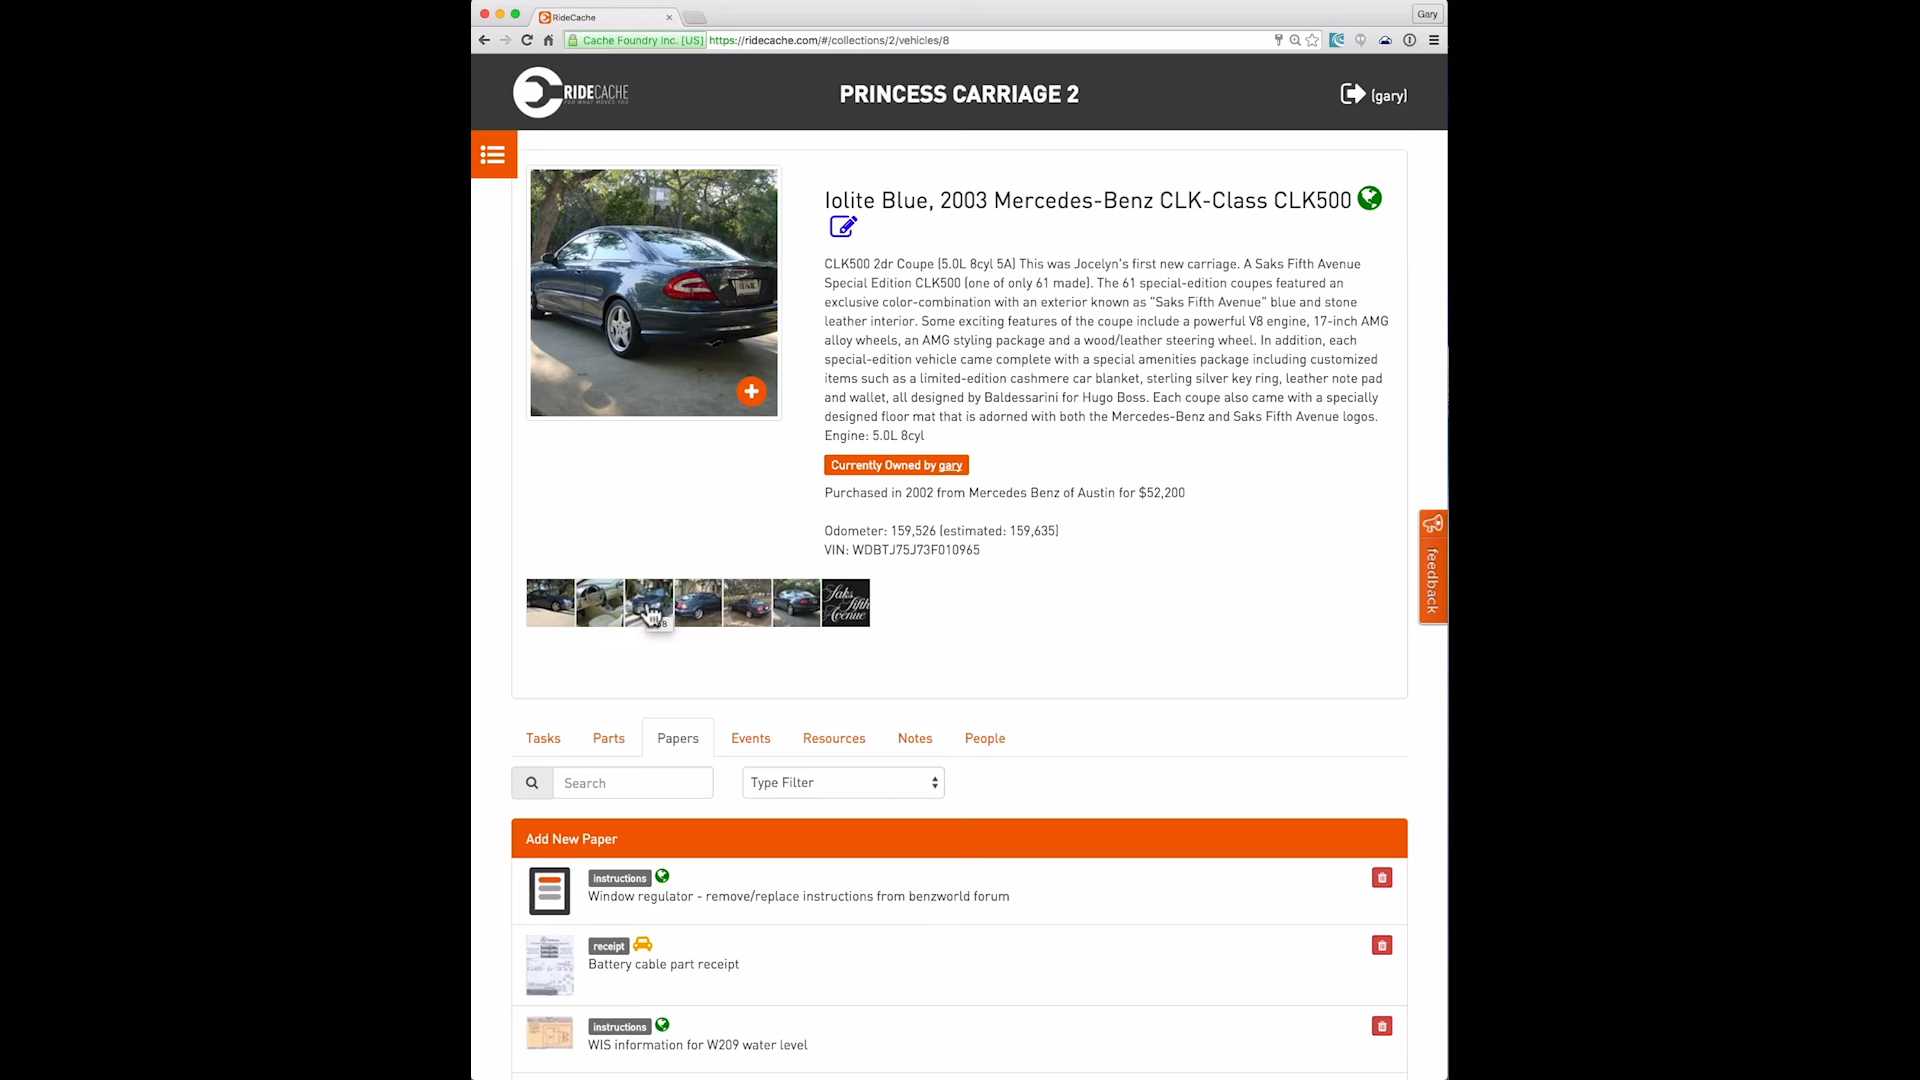 RideCache
Gary
Cache Foundry Inc. [US]
https://ridecache.com/#/collections/2/vehicles/8
RIDECACHE
FOR WHAT MOVES YOU
PRINCESS CARRIAGE 2
(gary)
Iolite Blue, 2003 Mercedes-Benz CLK-Class CLK500
CLK500 2dr Coupe (5.0L 8cyl 5A) This was Jocelyn's first new carriage. A Saks Fifth Avenue
Special Edition CLK500 (one of only 61 made). The 61 special-edition coupes featured an
exclusive color-combination with an exterior known as "Saks Fifth Avenue" blue and stone
leather interior. Some exciting features of the coupe include a powerful V8 engine, 17-inch AMG
alloy wheels, an AMG styling package and a wood/leather steering wheel. In addition, each
special-edition vehicle came complete with a special amenities package including customized
items such as a limited-edition cashmere car blanket, sterling silver key ring, leather note pad
and wallet, all designed by Baldessarini for Hugo Boss. Each coupe also came with a specially
designed floor mat that is adorned with both the Mercedes-Benz and Saks Fifth Avenue logos.
Engine: 5.0L 8cyl
Currently Owned by gary
Purchased in 2002 from Mercedes Benz of Austin for $52,200
Odometer: 159,526 (estimated: 159,635)
VIN: WDBTJ75J73F010965
feedback
Saks
Fifth
Avenue
Tasks
Parts
Papers
Events
Resources
Notes
People
Search
Type Filter
Add New Paper
instructions
Window regulator - remove/replace instructions from benzworld forum
receipt
Battery cable part receipt
instructions
WIS information for W209 water level